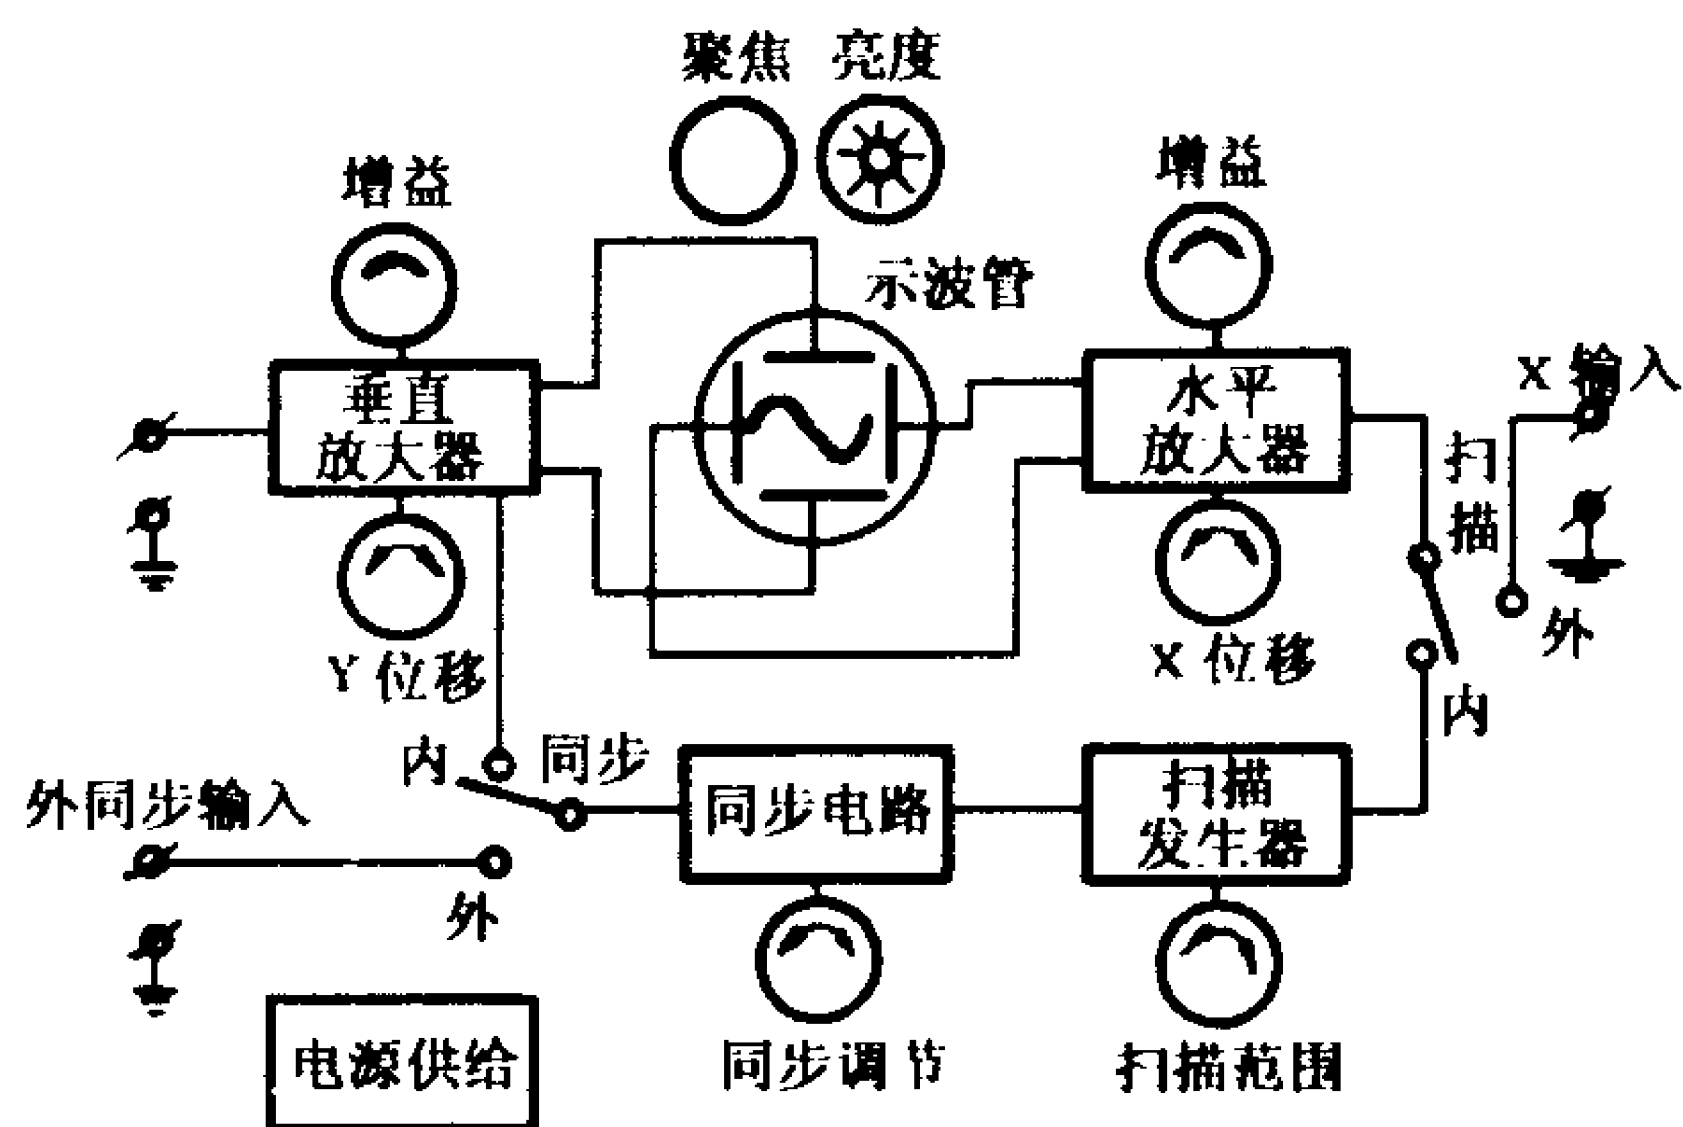 聚焦
亮度
增益
增益
示波管
X 输入
垂直
放大器
水平
放大器
扫
描
外
Y 位移
X 位移
内
内
同步
外同步输入
同步电路
扫描
发生器
外
电源供给
同步调节
扫描范围